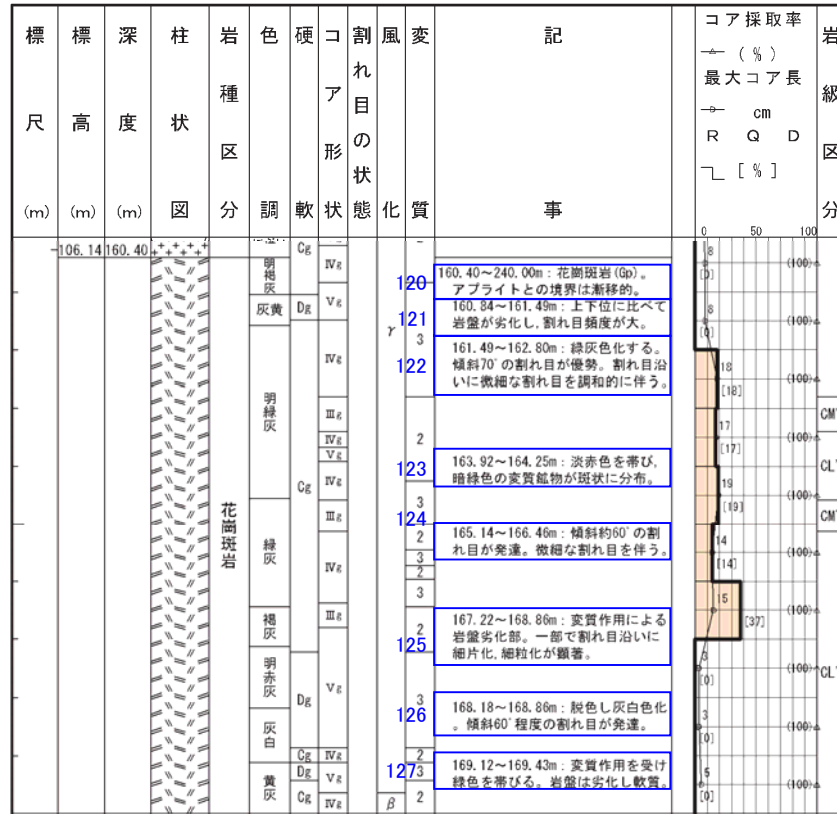 標尺(m)
標高(m)
深度(m)
柱状図
岩種区分
色調
硬軟
コア形状
割れ目の状態
風化
変質
記事
コア採取率
(%)
最大コア長
cm
RQD
[%]
岩級区分
0 50 100
-106.14 160.40
花崗斑岩
明褐灰
灰黄
明緑灰
緑灰
褐灰
明赤灰
灰白
黄灰
Cg
Dg
Cg
Dg
Cg
Dg
Cg
Ⅳg
Ⅴg
Ⅳg
Ⅲg
Ⅳg
Ⅴg
Ⅳg
Ⅲg
Ⅳg
Ⅲg
Ⅴg
Ⅳg
Ⅴg
Ⅳg
γ
β
3
2
3
2
3
2
3
2
3
2
3
2
120
160.40~240.00m:花崗斑岩(Gp)。
アプライトとの境界は漸移的。
121
160.84~161.49m:上下位に比べて
岩盤が劣化し,割れ目頻度が大。
122
161.49~162.80m:緑灰色化する。
傾斜70°の割れ目が優勢。割れ目沿
いに微細な割れ目を調和的に伴う。
123
163.92~164.25m:淡赤色を帯び,
暗緑色の変質鉱物が斑状に分布。
124
165.14~166.46m:傾斜約60°の割
れ目が発達。微細な割れ目を伴う。
125
167.22~168.86m:変質作用による
岩盤劣化部。一部で割れ目沿いに
細片化,細粒化が顕著。
126
168.18~168.86m:脱色し灰白色化
。傾斜60°程度の割れ目が発達。
127
169.12~169.43m:変質作用を受け
緑色を帯びる。岩盤は劣化し軟質。
8 (100)
[0]
8 (100)
[0]
18 (100)
[18]
17 (100)
[17]
19 (100)
[19]
14 (100)
[14]
15 (100)
[37]
3 (100)
[0]
3 (100)
[0]
5 (100)
[0]
CM
CL
CM
CL